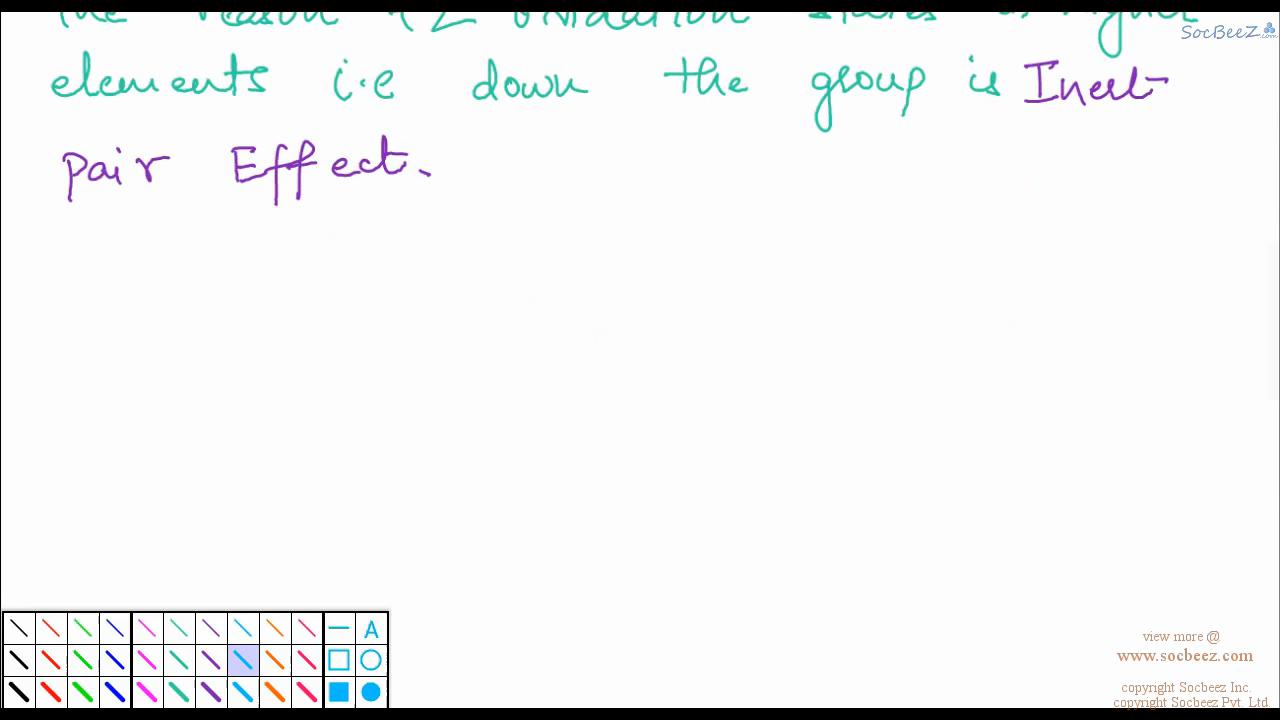 SocBeeZ.com
elements i.e down the group is Inert
pair Effect.
A
view more @
www.socbeez.com
copyright Socbeez Inc.
copyright Socbeez Pvt. Ltd.